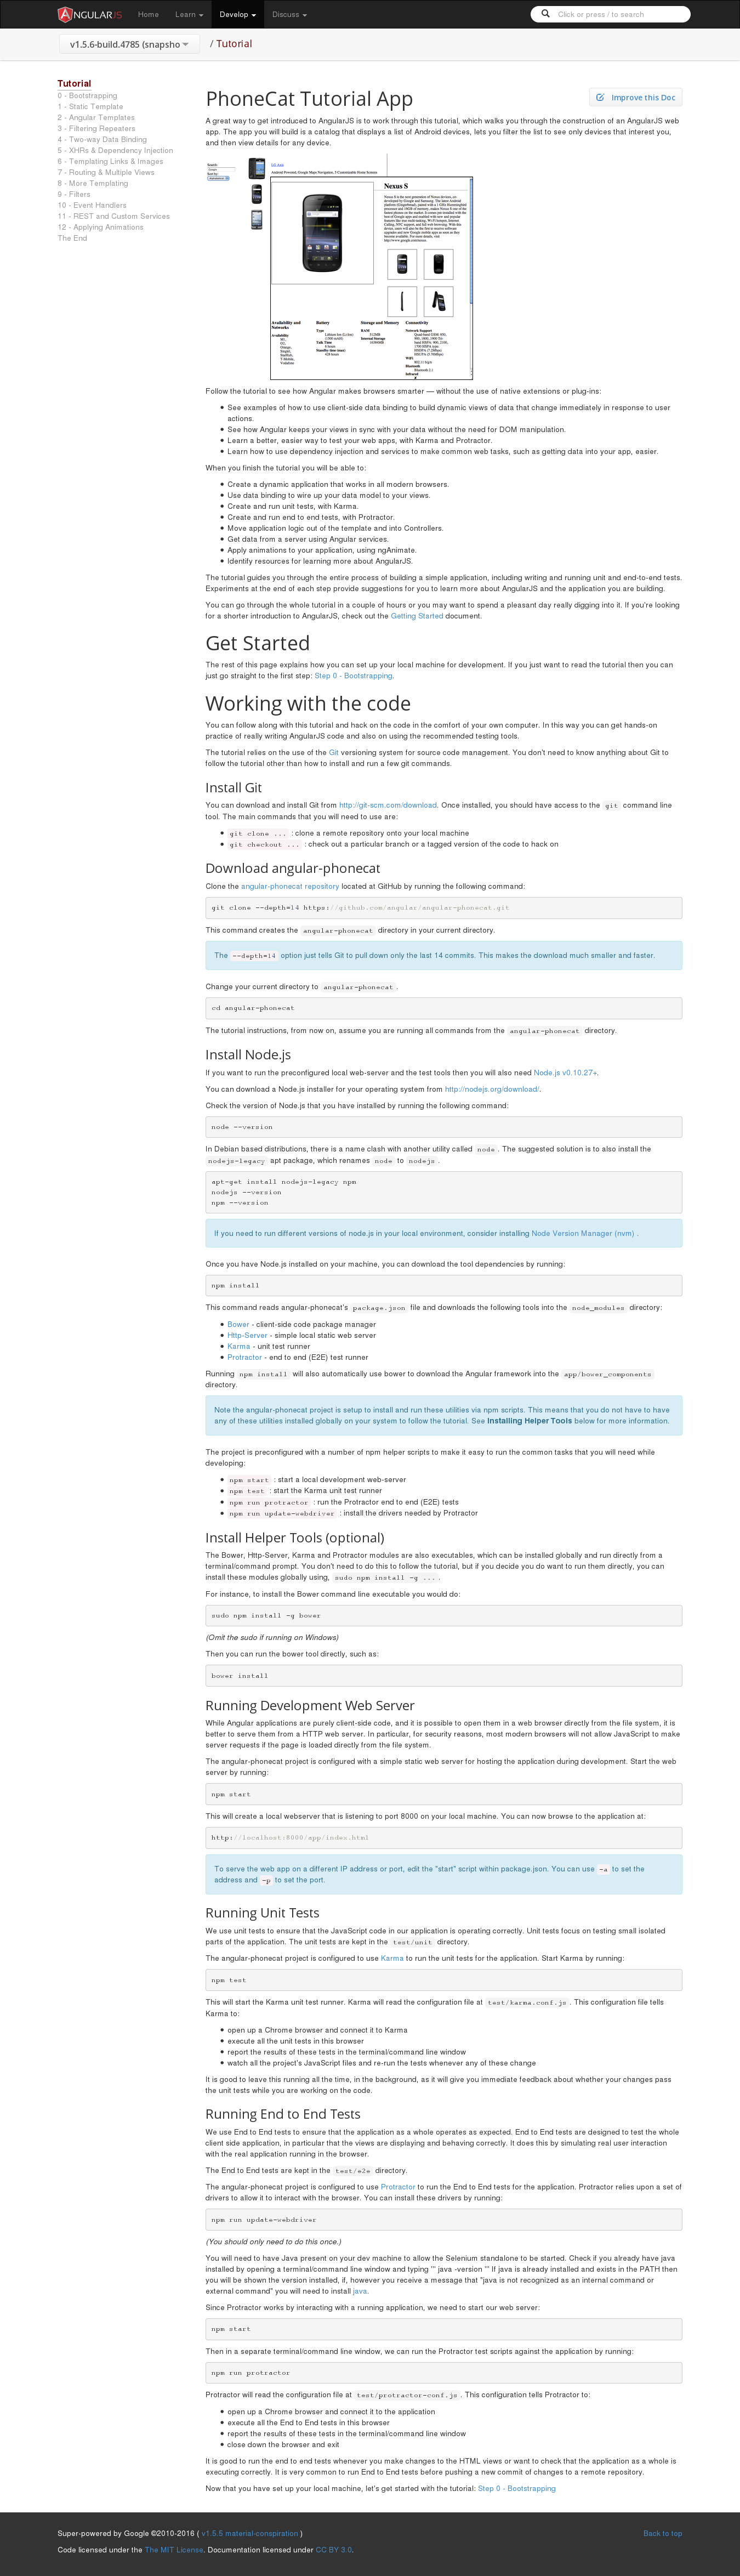 ANGULARJS Home Learn Develop Discuss Click or press / to search
v1.5.6-build.4785 (snapsho / Tutorial
Tutorial
0 - Bootstrapping
1 - Static Template
2 - Angular Templates
3 - Filtering Repeaters
4 - Two-way Data Binding
5 - XHRs & Dependency Injection
6 - Templating Links & Images
7 - Routing & Multiple Views
8 - More Templating
9 - Filters
10 - Event Handlers
11 - REST and Custom Services
12 - Applying Animations
The End
Improve this Doc
PhoneCat Tutorial App
A great way to get introduced to AngularJS is to work through this tutorial, which walks you through the construction of an AngularJS web
app. The app you will build is a catalog that displays a list of Android devices, lets you filter the list to see only devices that interest you,
and then view details for any device.
Search:
Nexus S
Availability and
Networks
Battery
Storage and Memory
Connectivity
Follow the tutorial to see how Angular makes browsers smarter — without the use of native extensions or plug-ins:
See examples of how to use client-side data binding to build dynamic views of data that change immediately in response to user
actions.
See how Angular keeps your views in sync with your data without the need for DOM manipulation.
Learn a better, easier way to test your web apps, with Karma and Protractor.
Learn how to use dependency injection and services to make common web tasks, such as getting data into your app, easier.
When you finish the tutorial you will be able to:
Create a dynamic application that works in all modern browsers.
Use data binding to wire up your data model to your views.
Create and run unit tests, with Karma.
Create and run end to end tests, with Protractor.
Move application logic out of the template and into Controllers.
Get data from a server using Angular services.
Apply animations to your application, using ngAnimate.
Identify resources for learning more about AngularJS.
The tutorial guides you through the entire process of building a simple application, including writing and running unit and end-to-end tests.
Experiments at the end of each step provide suggestions for you to learn more about AngularJS and the application you are building.
You can go through the whole tutorial in a couple of hours or you may want to spend a pleasant day really digging into it. If you're looking
for a shorter introduction to AngularJS, check out the Getting Started document.
Get Started
The rest of this page explains how you can set up your local machine for development. If you just want to read the tutorial then you can
just go straight to the first step: Step 0 - Bootstrapping.
Working with the code
You can follow along with this tutorial and hack on the code in the comfort of your own computer. In this way you can get hands-on
practice of really writing AngularJS code and also on using the recommended testing tools.
The tutorial relies on the use of the Git versioning system for source code management. You don't need to know anything about Git to
follow the tutorial other than how to install and run a few git commands.
Install Git
You can download and install Git from http://git-scm.com/download. Once installed, you should have access to the git command line
tool. The main commands that you will need to use are:
git clone ... : clone a remote repository onto your local machine
git checkout ... : check out a particular branch or a tagged version of the code to hack on
Download angular-phonecat
Clone the angular-phonecat repository located at GitHub by running the following command:
git clone --depth=14 https://github.com/angular/angular-phonecat.git
This command creates the angular-phonecat directory in your current directory.
The --depth=14 option just tells Git to pull down only the last 14 commits. This makes the download much smaller and faster.
Change your current directory to angular-phonecat.
cd angular-phonecat
The tutorial instructions, from now on, assume you are running all commands from the angular-phonecat directory.
Install Node.js
If you want to run the preconfigured local web-server and the test tools then you will also need Node.js v0.10.27+.
You can download a Node.js installer for your operating system from http://nodejs.org/download/.
Check the version of Node.js that you have installed by running the following command:
node --version
In Debian based distributions, there is a name clash with another utility called node. The suggested solution is to also install the
nodejs-legacy apt package, which renames node to nodejs.
apt-get install nodejs-legacy npm
nodejs --version
npm --version
If you need to run different versions of node.js in your local environment, consider installing Node Version Manager (nvm) .
Once you have Node.js installed on your machine, you can download the tool dependencies by running:
npm install
This command reads angular-phonecat's package.json file and downloads the following tools into the node_modules directory:
Bower - client-side code package manager
Http-Server - simple local static web server
Karma - unit test runner
Protractor - end to end (E2E) test runner
Running npm install will also automatically use bower to download the Angular framework into the app/bower_components
directory.
Note the angular-phonecat project is setup to install and run these utilities via npm scripts. This means that you do not have to have
any of these utilities installed globally on your system to follow the tutorial. See Installing Helper Tools below for more information.
The project is preconfigured with a number of npm helper scripts to make it easy to run the common tasks that you will need while
developing:
npm start : start a local development web-server
npm test : start the Karma unit test runner
npm run protractor : run the Protractor end to end (E2E) tests
npm run update-webdriver : install the drivers needed by Protractor
Install Helper Tools (optional)
The Bower, Http-Server, Karma and Protractor modules are also executables, which can be installed globally and run directly from a
terminal/command prompt. You don't need to do this to follow the tutorial, but if you decide you do want to run them directly, you can
install these modules globally using, sudo npm install -g ....
For instance, to install the Bower command line executable you would do:
sudo npm install -g bower
(Omit the sudo if running on Windows)
Then you can run the bower tool directly, such as:
bower install
Running Development Web Server
While Angular applications are purely client-side code, and it is possible to open them in a web browser directly from the file system, it is
better to serve them from a HTTP web server. In particular, for security reasons, most modern browsers will not allow JavaScript to make
server requests if the page is loaded directly from the file system.
The angular-phonecat project is configured with a simple static web server for hosting the application during development. Start the web
server by running:
npm start
This will create a local webserver that is listening to port 8000 on your local machine. You can now browse to the application at:
http://localhost:8000/app/index.html
To serve the web app on a different IP address or port, edit the "start" script within package.json. You can use -a to set the
address and -p to set the port.
Running Unit Tests
We use unit tests to ensure that the JavaScript code in our application is operating correctly. Unit tests focus on testing small isolated
parts of the application. The unit tests are kept in the test/unit directory.
The angular-phonecat project is configured to use Karma to run the unit tests for the application. Start Karma by running:
npm test
This will start the Karma unit test runner. Karma will read the configuration file at test/karma.conf.js. This configuration file tells
Karma to:
open up a Chrome browser and connect it to Karma
execute all the unit tests in this browser
report the results of these tests in the terminal/command line window
watch all the project's JavaScript files and re-run the tests whenever any of these change
It is good to leave this running all the time, in the background, as it will give you immediate feedback about whether your changes pass
the unit tests while you are working on the code.
Running End to End Tests
We use End to End tests to ensure that the application as a whole operates as expected. End to End tests are designed to test the whole
client side application, in particular that the views are displaying and behaving correctly. It does this by simulating real user interaction
with the real application running in the browser.
The End to End tests are kept in the test/e2e directory.
The angular-phonecat project is configured to use Protractor to run the End to End tests for the application. Protractor relies upon a set of
drivers to allow it to interact with the browser. You can install these drivers by running:
npm run update-webdriver
(You should only need to do this once.)
You will need to have Java present on your dev machine to allow the Selenium standalone to be started. Check if you already have java
installed by opening a terminal/command line window and typing ''' java -version ''' If java is already installed and exists in the PATH then
you will be shown the version installed, if, however you receive a message that "java is not recognized as an internal command or
external command" you will need to install java.
Since Protractor works by interacting with a running application, we need to start our web server:
npm start
Then in a separate terminal/command line window, we can run the Protractor test scripts against the application by running:
npm run protractor
Protractor will read the configuration file at test/protractor-conf.js. This configuration tells Protractor to:
open up a Chrome browser and connect it to the application
execute all the End to End tests in this browser
report the results of these tests in the terminal/command line window
close down the browser and exit
It is good to run the end to end tests whenever you make changes to the HTML views or want to check that the application as a whole is
executing correctly. It is very common to run End to End tests before pushing a new commit of changes to a remote repository.
Now that you have set up your local machine, let's get started with the tutorial: Step 0 - Bootstrapping
Super-powered by Google ©2010-2016 ( v1.5.5 material-conspiration ) Back to top
Code licensed under the The MIT License. Documentation licensed under CC BY 3.0.